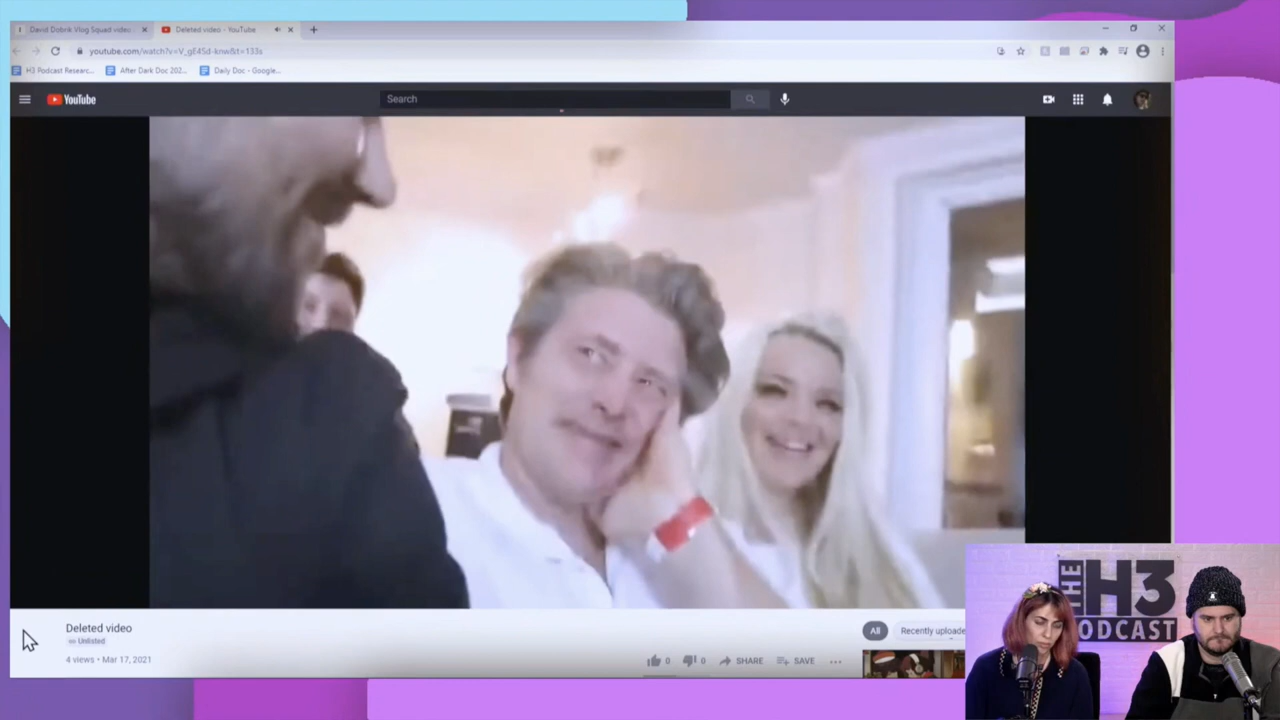 David Dobrik Vlog Squad video
Deleted video - YouTube
youtube.com/watch?v=V_gE45d-knw&t=133s
H3 Podcast Researc...
After Dark Doc 202...
Daily Doc - Google...
YouTube
Search
Deleted video
Unlisted
4 views • Mar 17, 2021
0
0
SHARE
SAVE
All
Recently uploade
THE
H3
PODCAST